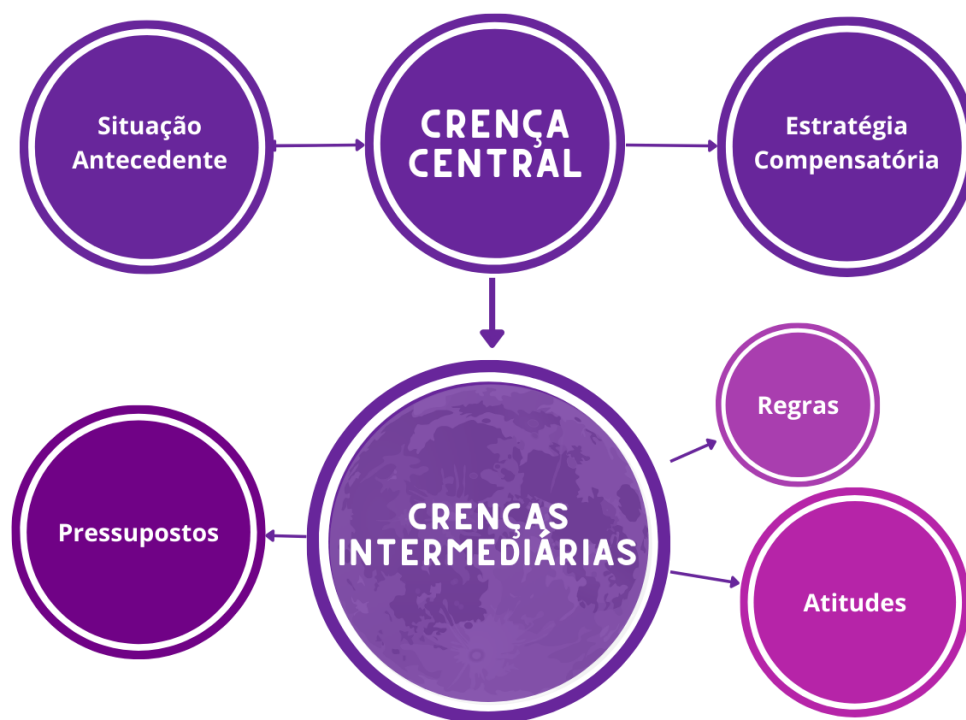 Situação
Antecedente
CRENÇA
CENTRAL
Estratégia
Compensatória
Regras
Pressupostos
CRENÇAS
INTERMEDIÁRIAS
Atitudes